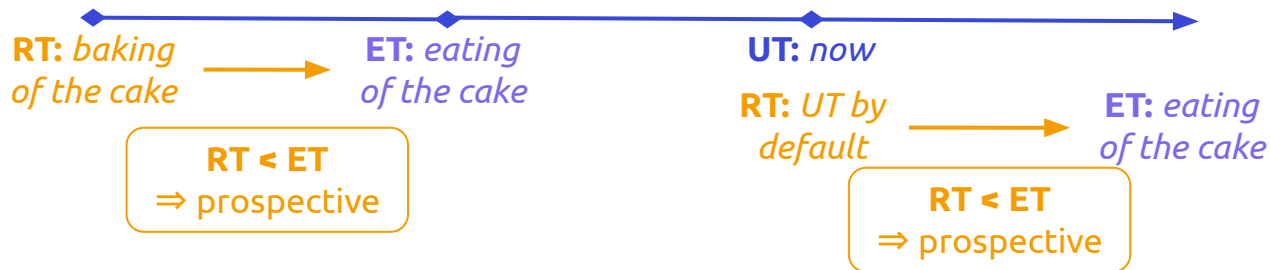 RT: baking
of the cake
ET: eating
of the cake
RT < ET
⇒ prospective
UT: now
RT: UT by
default
ET: eating
of the cake
RT < ET
⇒ prospective